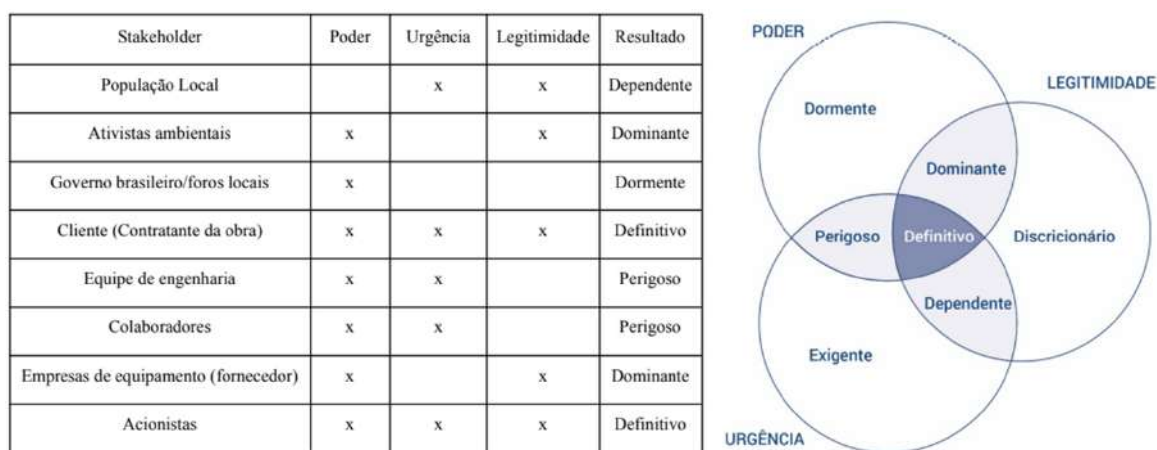 Stakeholder Poder Urgência Legitimidade Resultado
População Local x x Dependente
Ativistas ambientais x x Dominante
Governo brasileiro/foros locais x Dormente
Cliente (Contratante da obra) x x x Definitivo
Equipe de engenharia x x Perigoso
Colaboradores x x Perigoso
Empresas de equipamento (fornecedor) x x Dominante
Acionistas x x x Definitivo
PODER
LEGITIMIDADE
Dormente
Dominante
Perigoso Definitivo Discricionário
Dependente
Exigente
URGÊNCIA